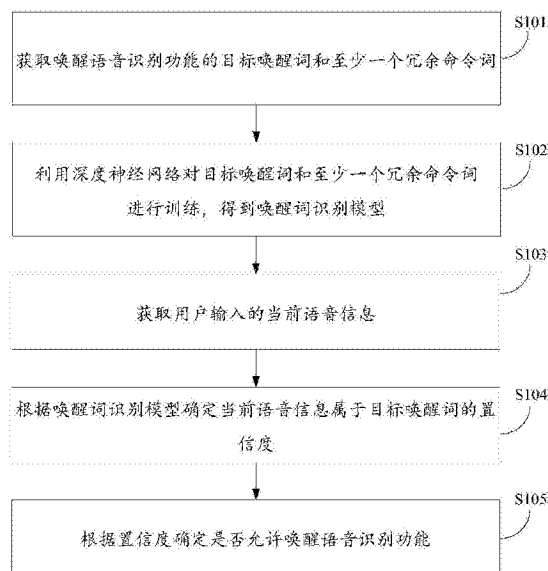 S101
获取唤醒语音识别功能的目标唤醒词和至少一个冗余命令词
S102
利用深度神经网络对目标唤醒词和至少一个冗余命令词
进行训练，得到唤醒词识别模型
S103
获取用户输入的当前语音信息
S104
根据唤醒词识别模型确定当前语音信息属于目标唤醒词的置
信度
S105
根据置信度确定是否允许唤醒语音识别功能